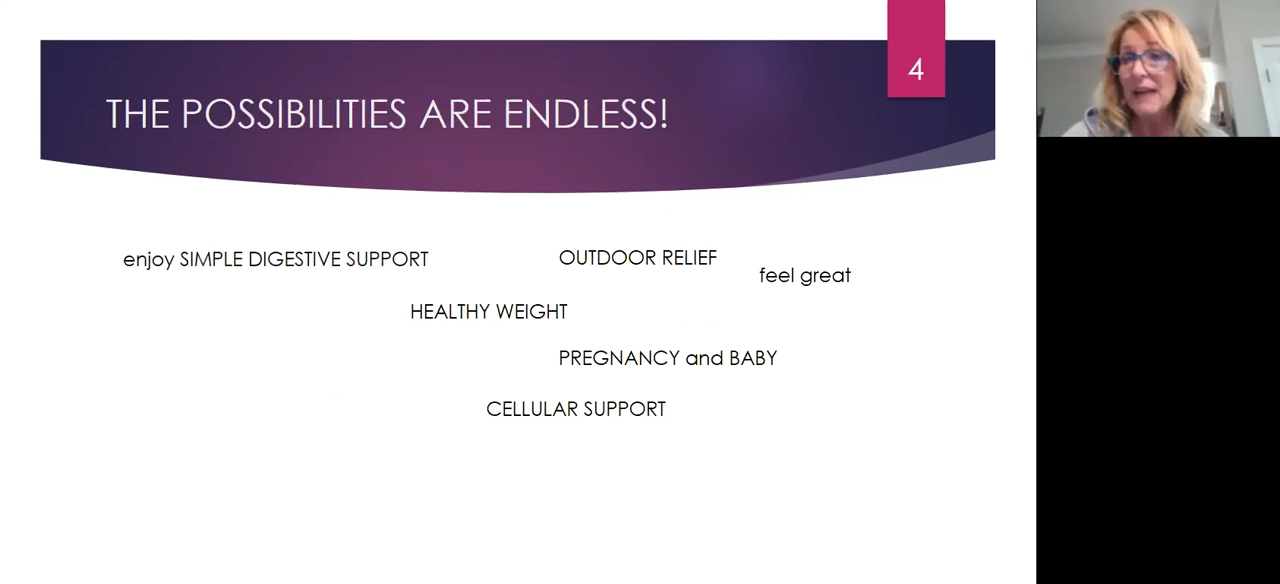 4
THE POSSIBILITIES ARE ENDLESS!
enjoy SIMPLE DIGESTIVE SUPPORT
OUTDOOR RELIEF
feel great
HEALTHY WEIGHT
PREGNANCY and BABY
CELLULAR SUPPORT